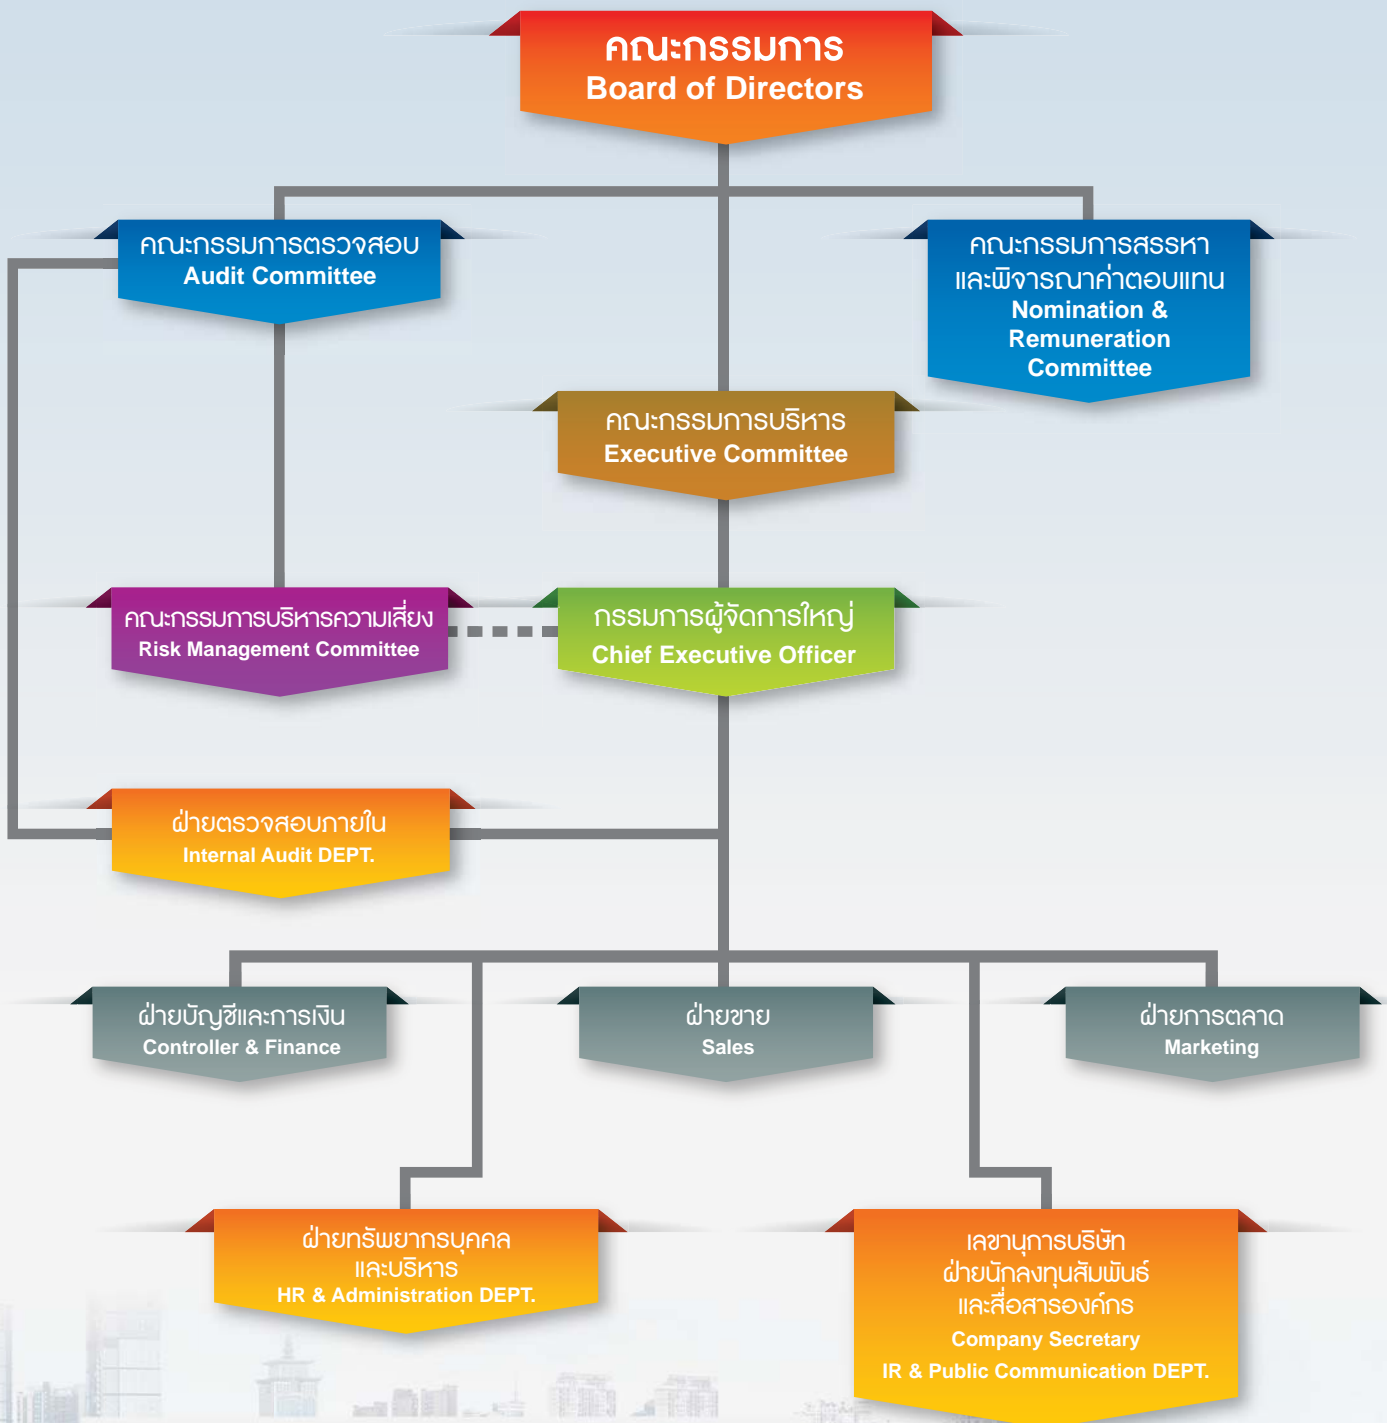 คณะกรรมการ
Board of Directors
คณะกรรมการตรวจสอบ
Audit Committee
คณะกรรมการสรรหา
และพิจารณาค่าตอบแทน
Nomination &
Remuneration
Committee
คณะกรรมการบริหาร
Executive Committee
คณะกรรมการบริหารความเสี่ยง
Risk Management Committee
กรรมการผู้จัดการใหญ่
Chief Executive Officer
ฝ่ายตรวจสอบภายใน
Internal Audit DEPT.
ฝ่ายบัญชีและการเงิน
Controller & Finance
ฝ่ายขาย
Sales
ฝ่ายการตลาด
Marketing
ฝ่ายทรัพยากรบุคคล
และบริหาร
HR & Administration DEPT.
เลขานุการบริษัท
ฝ่ายนักลงทุนสัมพันธ์
และสื่อสารองค์กร
Company Secretary
IR & Public Communication DEPT.